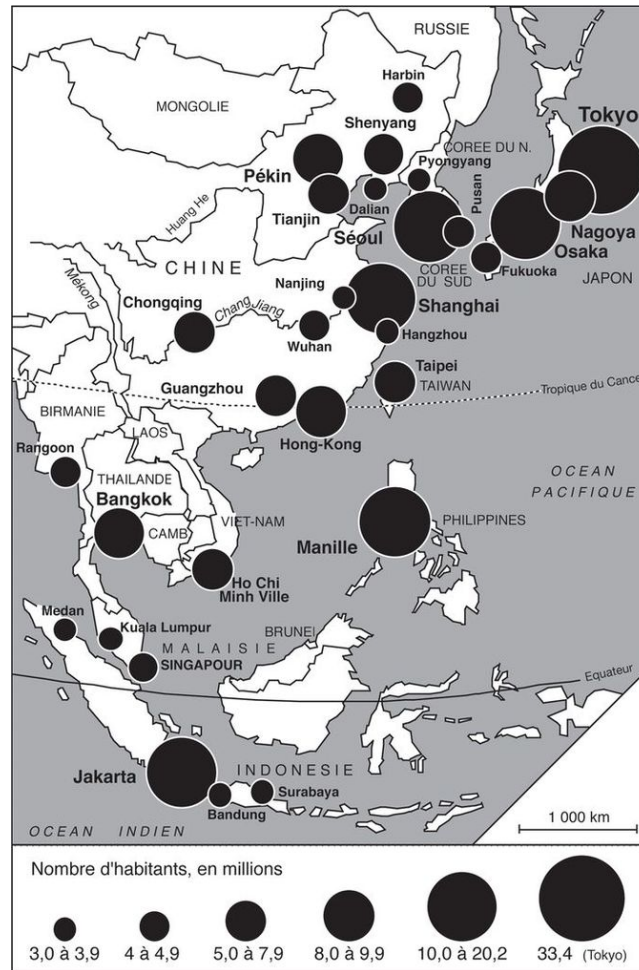 RUSSIE
Harbin
MONGOLIE
Shenyang
Tokyo
COREE DU N.
Pyongyang
Pékin
Dalian
Pusan
Tianjin
Huang He
Séoul
Nagoya
Osaka
CHINE
Fukuoka
COREE
DU SUD
JAPON
Nanjing
Mékong
Chongqing
Chang Jiang
Shanghai
Wuhan
Hangzhou
Taipei
Guangzhou
TAIWAN
Tropique du Cance
BIRMANIE
LAOS
Hong-Kong
Rangoon
THAILANDE
OCEAN
PACIFIQUE
Bangkok
VIET-NAM
PHILIPPINES
CAMB
Manille
Ho Chi
Minh Ville
Medan
Kuala Lumpur
BRUNEI
MALAISIE
SINGAPOUR
Equateur
Jakarta
INDONESIE
Surabaya
Bandung
1 000 km
OCEAN INDIEN
Nombre d'habitants, en millions
3,0 à 3,9 4 à 4,9 5,0 à 7,9 8,0 à 9,9 10,0 à 20,2 33,4 (Tokyo)